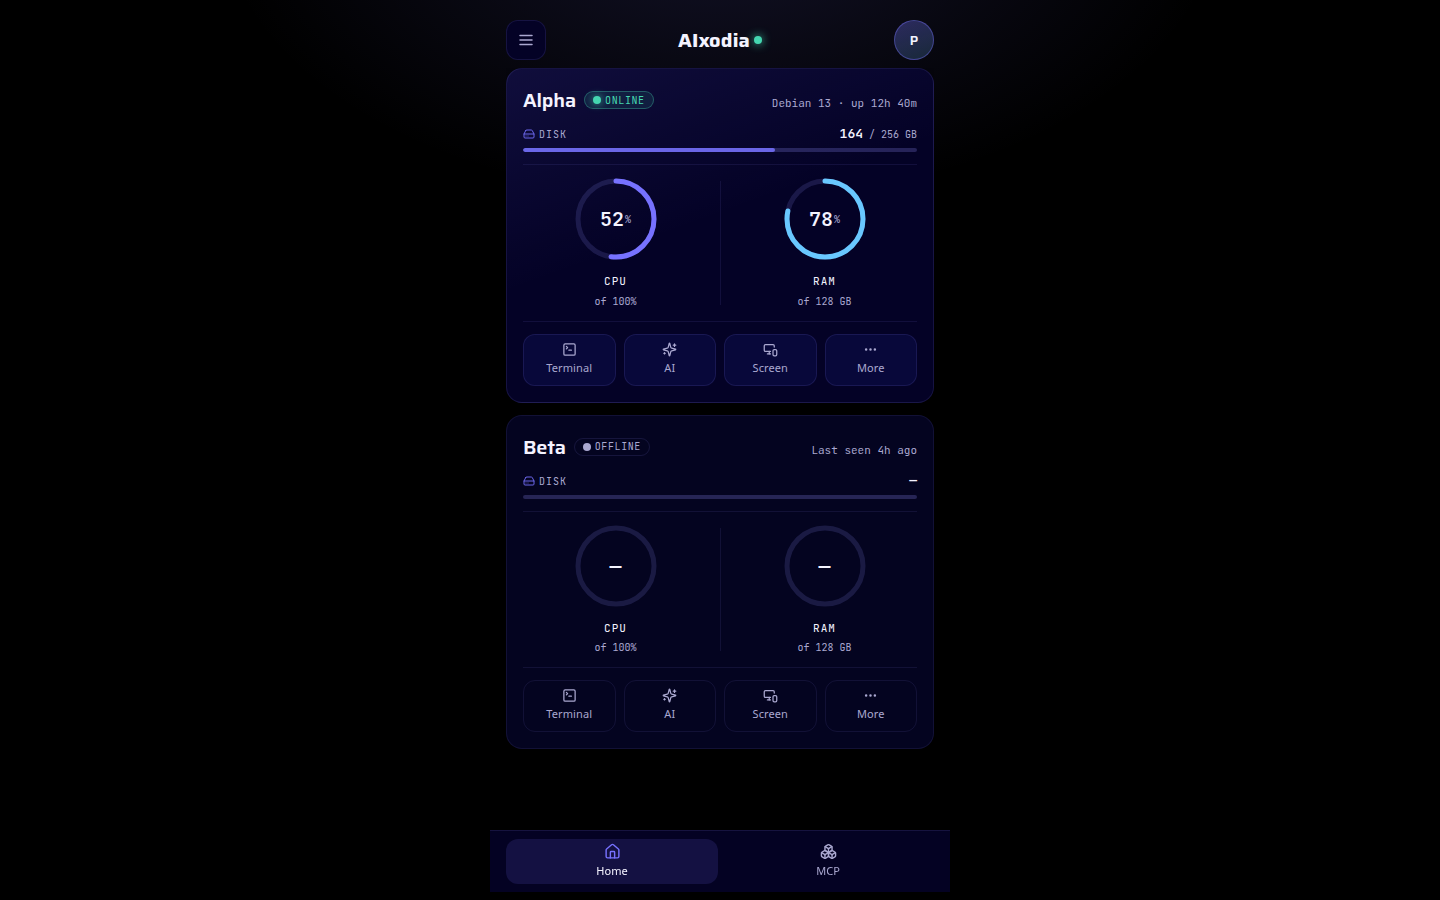 AIxodia
P
Alpha
ONLINE
Debian 13 · up 12h 40m
DISK
164 / 256 GB
52%
78%
CPU
RAM
of 100%
of 128 GB
Terminal
AI
Screen
More
Beta
OFFLINE
Last seen 4h ago
DISK
—
—
—
CPU
RAM
of 100%
of 128 GB
Terminal
AI
Screen
More
Home
MCP